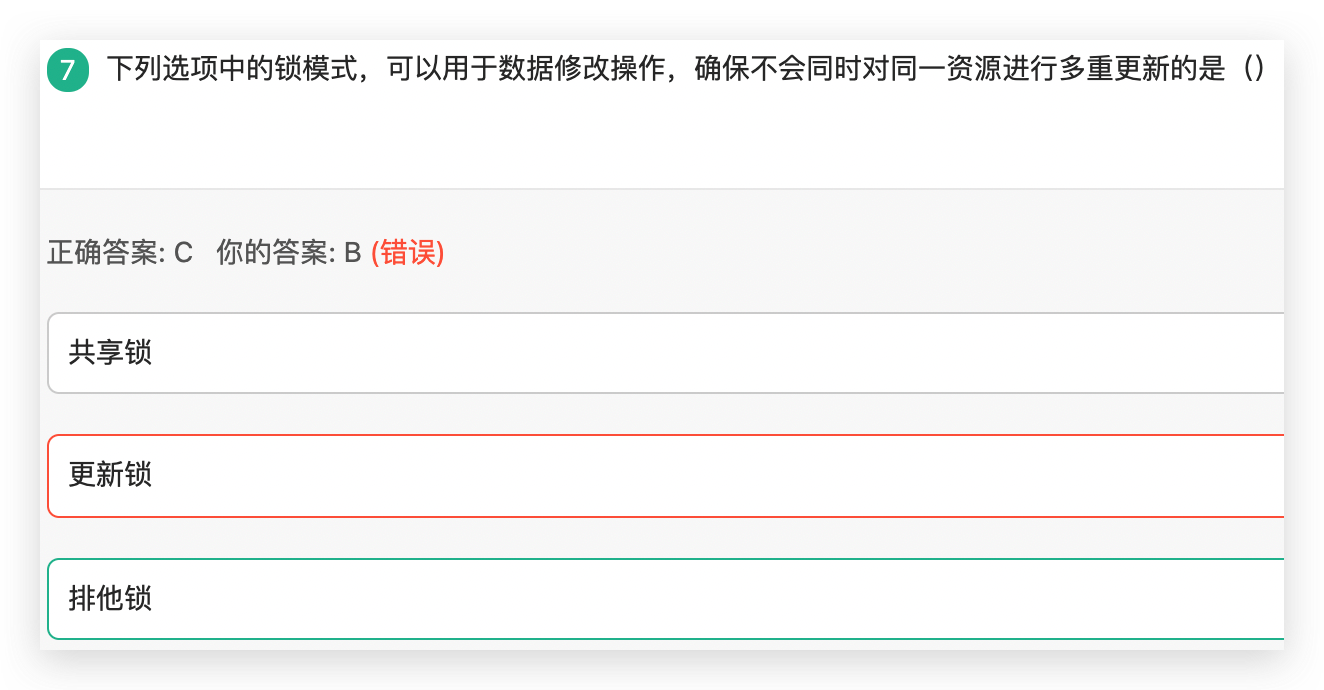 7 下列选项中的锁模式，可以用于数据修改操作，确保不会同时对同一资源进行多重更新的是（）
正确答案: C 你的答案: B (错误)
共享锁
更新锁
排他锁